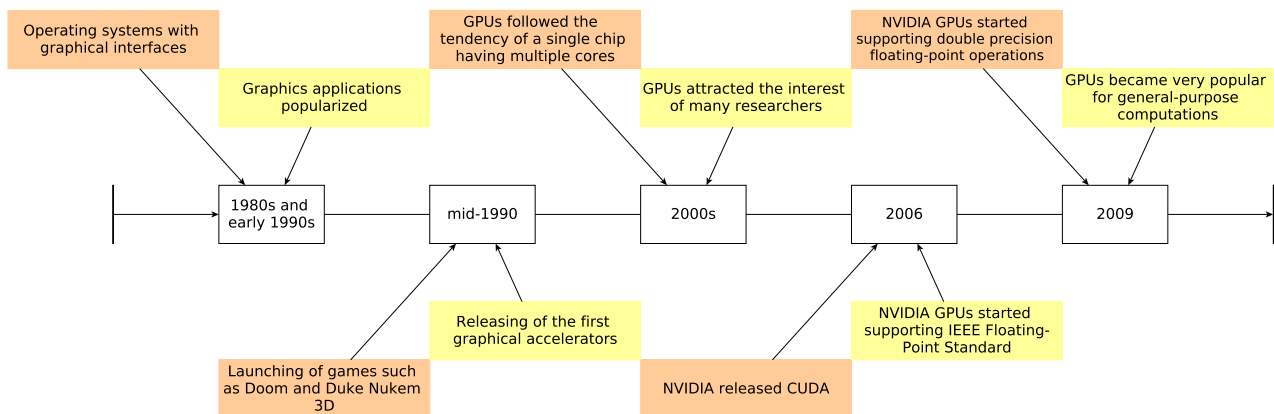 Operating systems with
graphical interfaces
Graphics applications
popularized
GPUs followed the
tendency of a single chip
having multiple cores
GPUs attracted the interest
of many researchers
NVIDIA GPUs started
supporting double precision
floating-point operations
GPUs became very popular
for general-purpose
computations
1980s and
early 1990s
mid-1990
2000s
2006
2009
Launching of games such
as Doom and Duke Nukem
3D
Releasing of the first
graphical accelerators
NVIDIA released CUDA
NVIDIA GPUs started
supporting IEEE Floating-
Point Standard